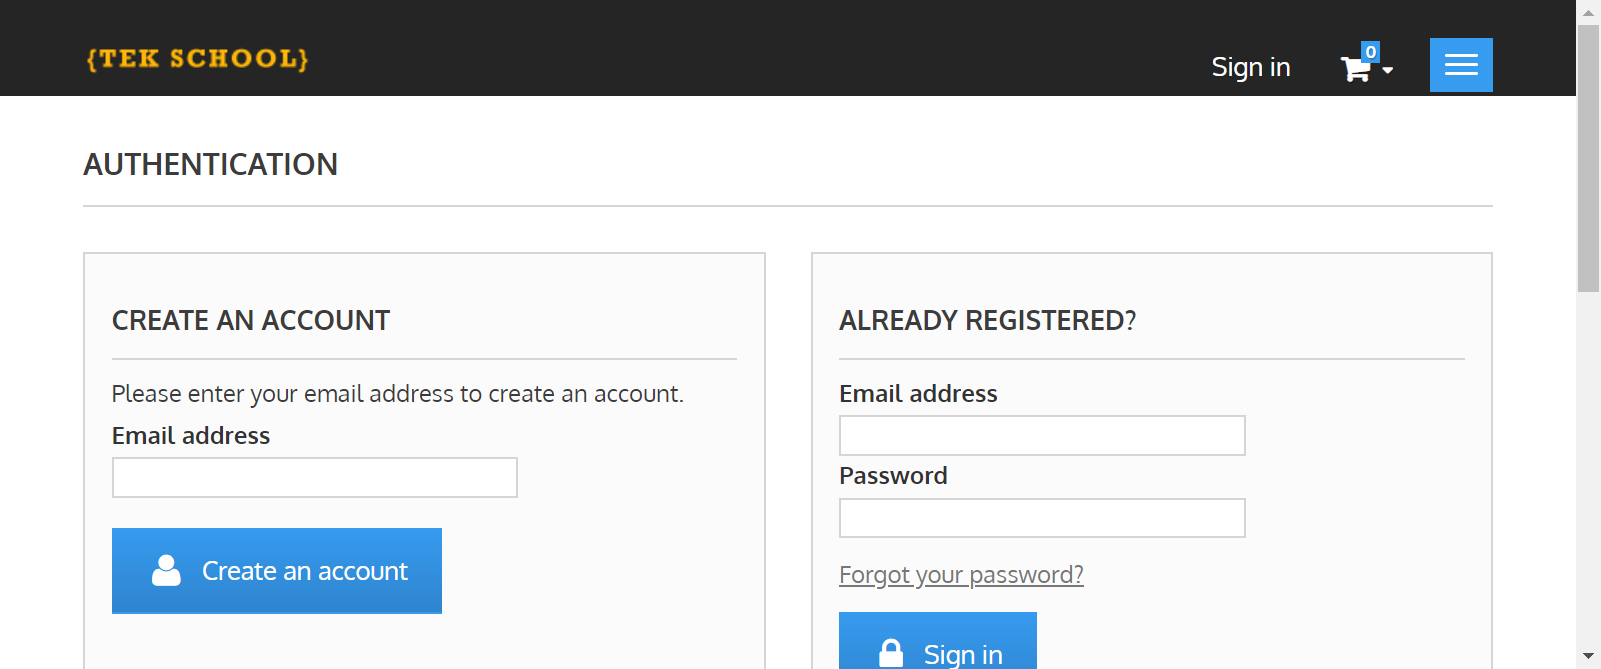 {TEK SCHOOL}
Sign in
0
AUTHENTICATION
CREATE AN ACCOUNT
Please enter your email address to create an account.
Email address
Create an account
ALREADY REGISTERED?
Email address
Password
Forgot your password?
Sign in